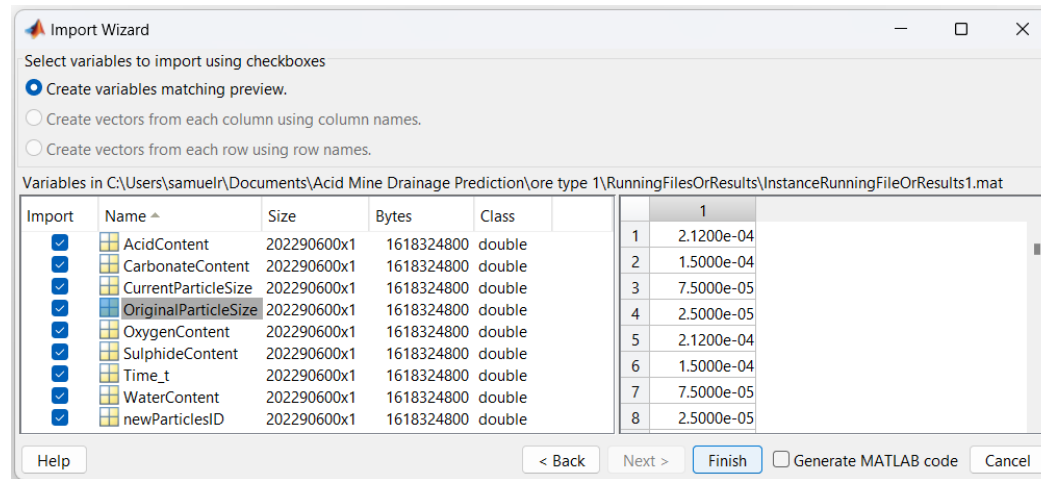 Import Wizard
Select variables to import using checkboxes
Create variables matching preview.
Create vectors from each column using column names.
Create vectors from each row using row names.
Variables in C:\Users\samuelr\Documents\Acid Mine Drainage Prediction\ore type 1\RunningFilesOrResults\InstanceRunningFileOrResults1.mat
Import Name Size Bytes Class
AcidContent 202290600x1 1618324800 double
CarbonateContent 202290600x1 1618324800 double
CurrentParticleSize 202290600x1 1618324800 double
OriginalParticleSize 202290600x1 1618324800 double
OxygenContent 202290600x1 1618324800 double
SulphideContent 202290600x1 1618324800 double
Time_t 202290600x1 1618324800 double
WaterContent 202290600x1 1618324800 double
newParticlesID 202290600x1 1618324800 double
1
1 2.1200e-04
2 1.5000e-04
3 7.5000e-05
4 2.5000e-05
5 2.1200e-04
6 1.5000e-04
7 7.5000e-05
8 2.5000e-05
Help < Back Next > Finish Generate MATLAB code Cancel